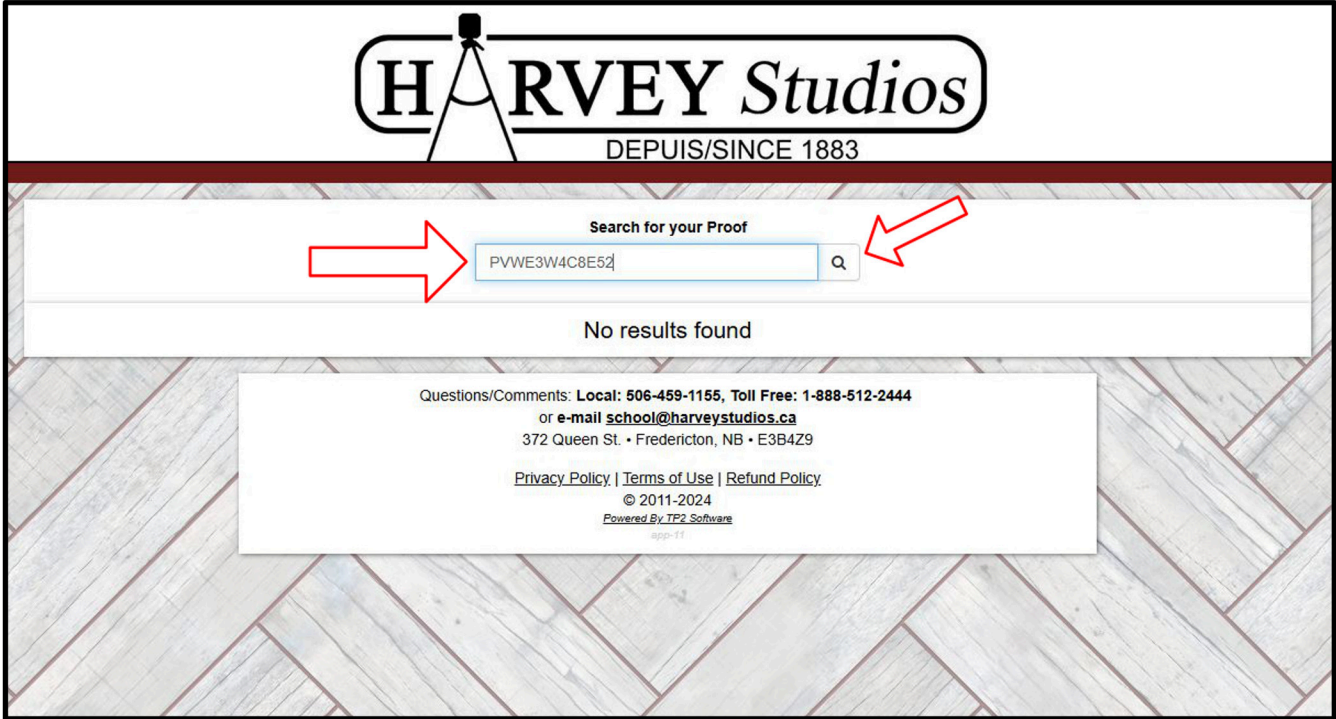 HARVEY Studios
DEPUIS/SINCE 1883
Search for your Proof
PVWE3W4C8E52
No results found
Questions/Comments: Local: 506-459-1155, Toll Free: 1-888-512-2444
or e-mail school@harveystudios.ca
372 Queen St. • Fredericton, NB • E3B4Z9
Privacy Policy | Terms of Use | Refund Policy
© 2011-2024
Powered By TP2 Software
app-11